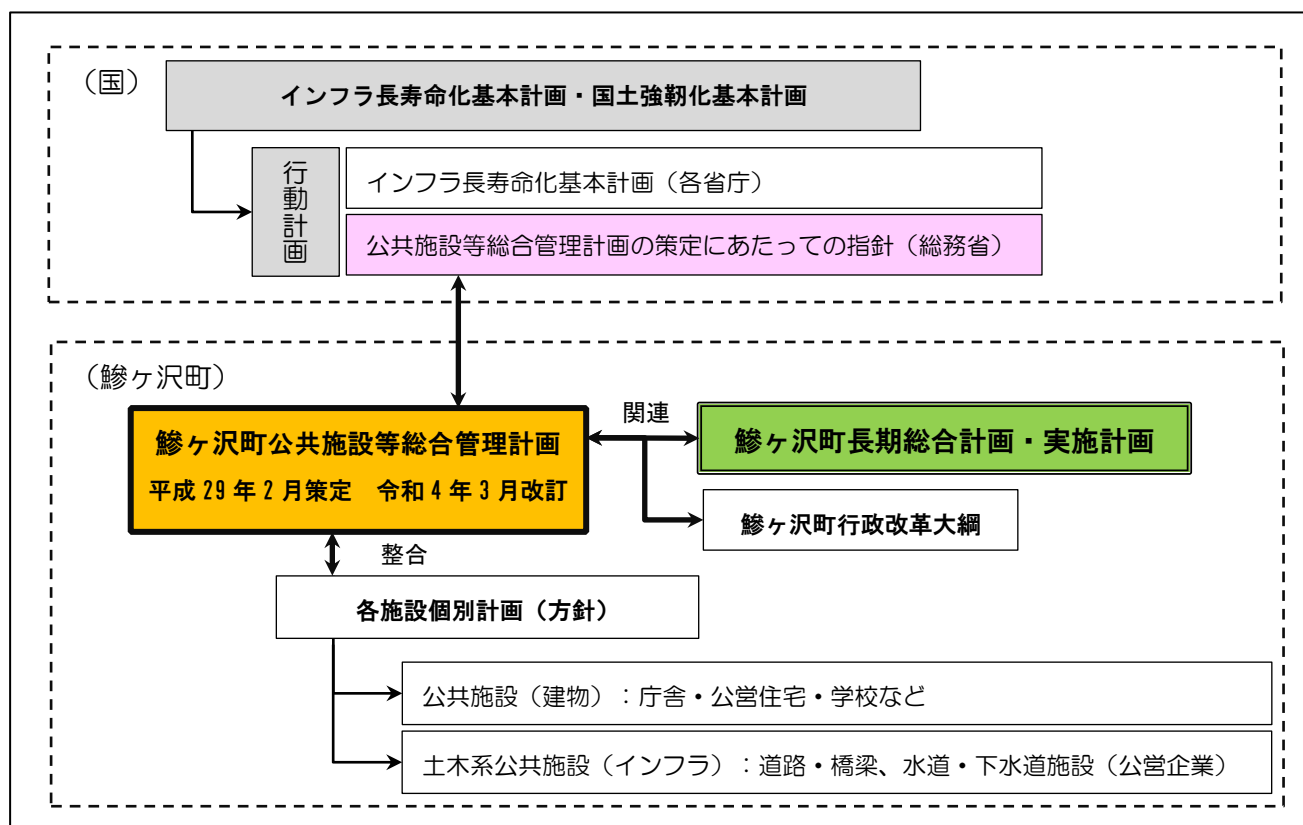 （国）
インフラ長寿命化基本計画・国土強靭化基本計画
行動計画
インフラ長寿命化基本計画（各省庁）
公共施設等総合管理計画の策定にあたっての指針（総務省）
（鰺ヶ沢町）
鰺ヶ沢町公共施設等総合管理計画
平成 29 年 2 月策定　令和 4 年 3 月改訂
関連
鰺ヶ沢町長期総合計画・実施計画
鰺ヶ沢町行政改革大綱
整合
各施設個別計画（方針）
公共施設（建物）：庁舎・公営住宅・学校など
土木系公共施設（インフラ）：道路・橋梁、水道・下水道施設（公営企業）